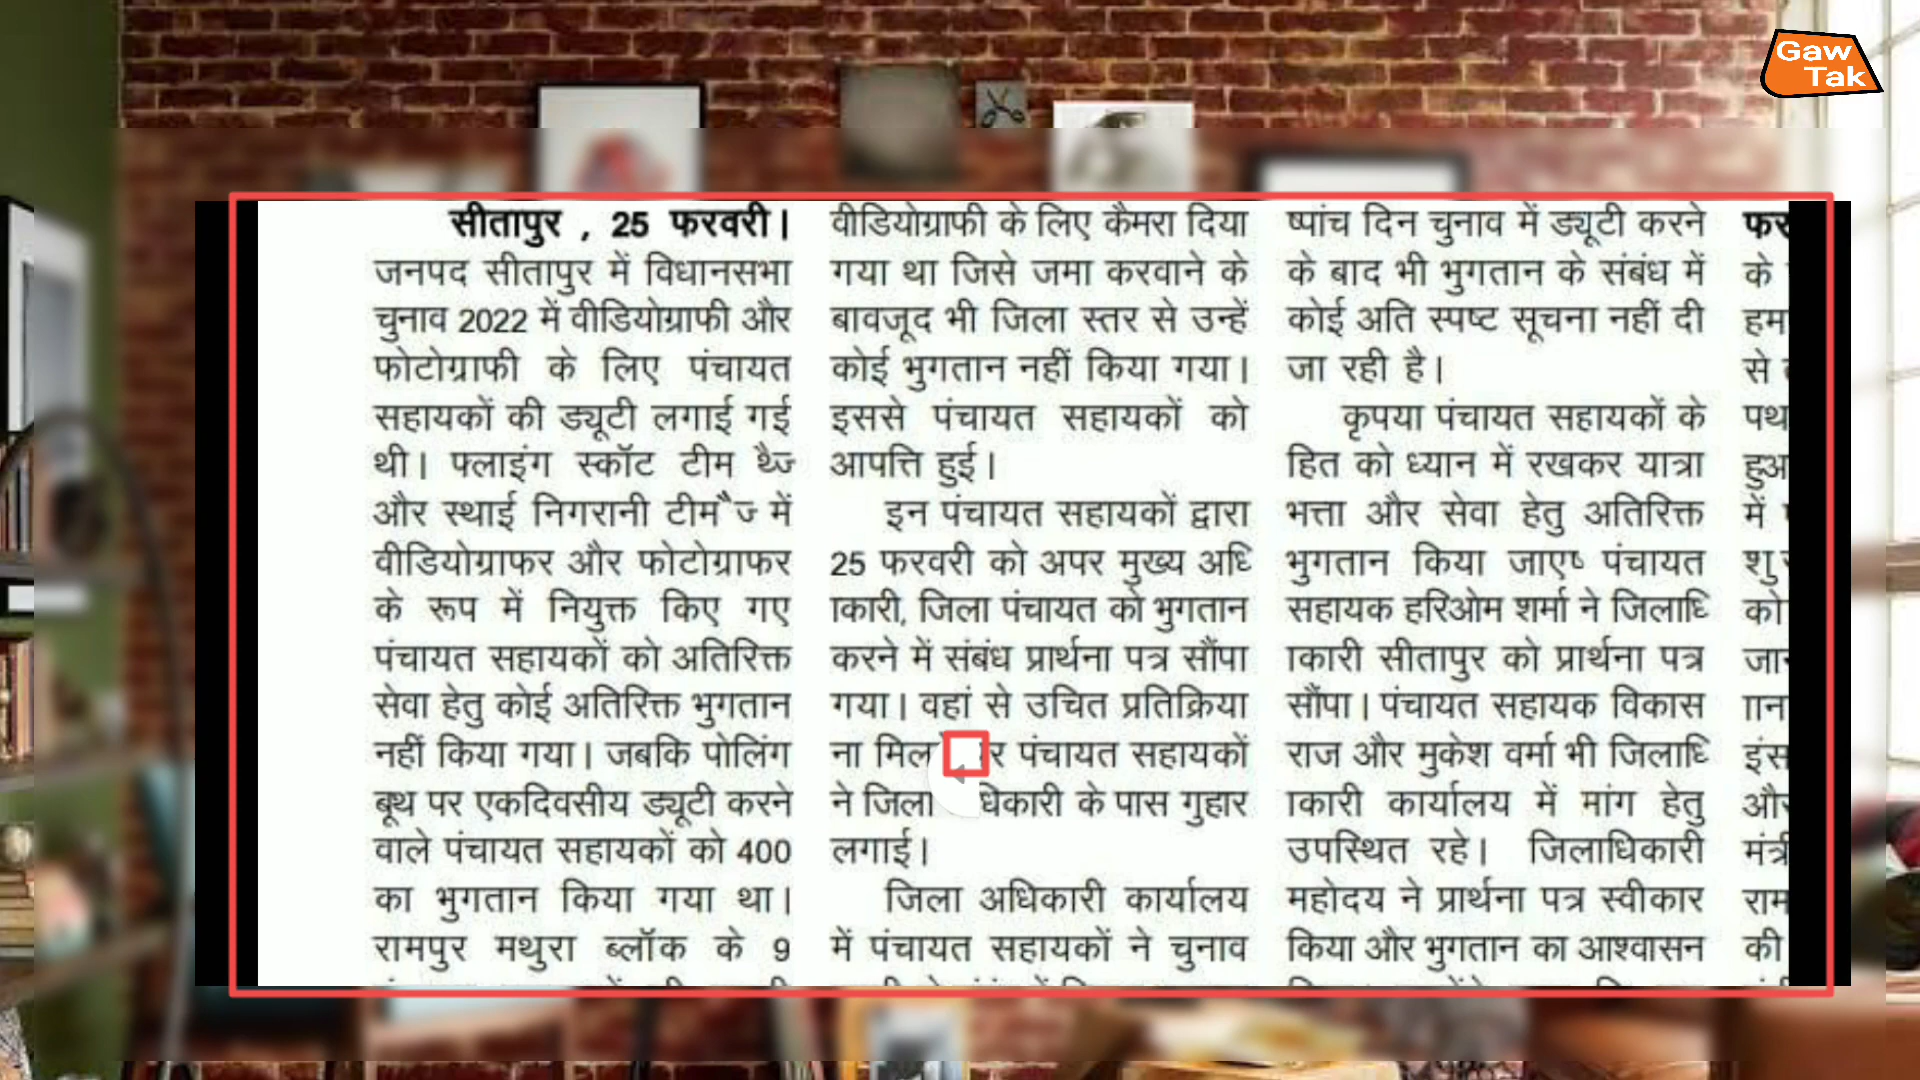 Gaw
Tak
सीतापुर , 25 फरवरी।
जनपद सीतापुर में विधानसभा
चुनाव 2022 में वीडियोग्राफी और
फोटोग्राफी के लिए पंचायत
सहायकों की ड्यूटी लगाई गई
थी। फ्लाइंग स्कॉट टीम थ्ैज
और स्थाई निगरानी टीम में
वीडियोग्राफर और फोटोग्राफर
के रूप में नियुक्त किए गए
पंचायत सहायकों को अतिरिक्त
सेवा हेतु कोई अतिरिक्त भुगतान
नहीं किया गया। जबकि पोलिंग
बूथ पर एकदिवसीय ड्यूटी करने
वाले पंचायत सहायकों को 400
का भुगतान किया गया था।
रामपुर मथुरा ब्लॉक के 9
वीडियोग्राफी के लिए कैमरा दिया
गया था जिसे जमा करवाने के
बावजूद भी जिला स्तर से उन्हें
कोई भुगतान नहीं किया गया।
इससे पंचायत सहायकों को
आपत्ति हुई।
इन पंचायत सहायकों द्वारा
25 फरवरी को अपर मुख्य अधि
ाकारी, जिला पंचायत को भुगतान
करने में संबंध प्रार्थना पत्र सौंपा
गया। वहां से उचित प्रतिक्रिया
ना पंचायत सहायकों
ने जिला धिकारी के पास गुहार
लगाई।
जिला अधिकारी कार्यालय
में पंचायत सहायकों ने चुनाव
ष्पांच दिन चुनाव में ड्यूटी करने
के बाद भी भुगतान के संबंध में
कोई अति स्पष्ट सूचना नहीं दी
जा रही है।
कृपया पंचायत सहायकों के
हित को ध्यान में रखकर यात्रा
भत्ता और सेवा हेतु अतिरिक्त
भुगतान किया जाएष् पंचायत
सहायक हरिओम शर्मा ने जिलाधि
ाकारी सीतापुर को प्रार्थना पत्र
सौंपा। पंचायत सहायक विकास
राज और मुकेश वर्मा भी जिलाधि
ाकारी कार्यालय में मांग हेतु
उपस्थित रहे। जिलाधिकारी
महोदय ने प्रार्थना पत्र स्वीकार
किया और भुगतान का आश्वासन
के
से
में
को
की